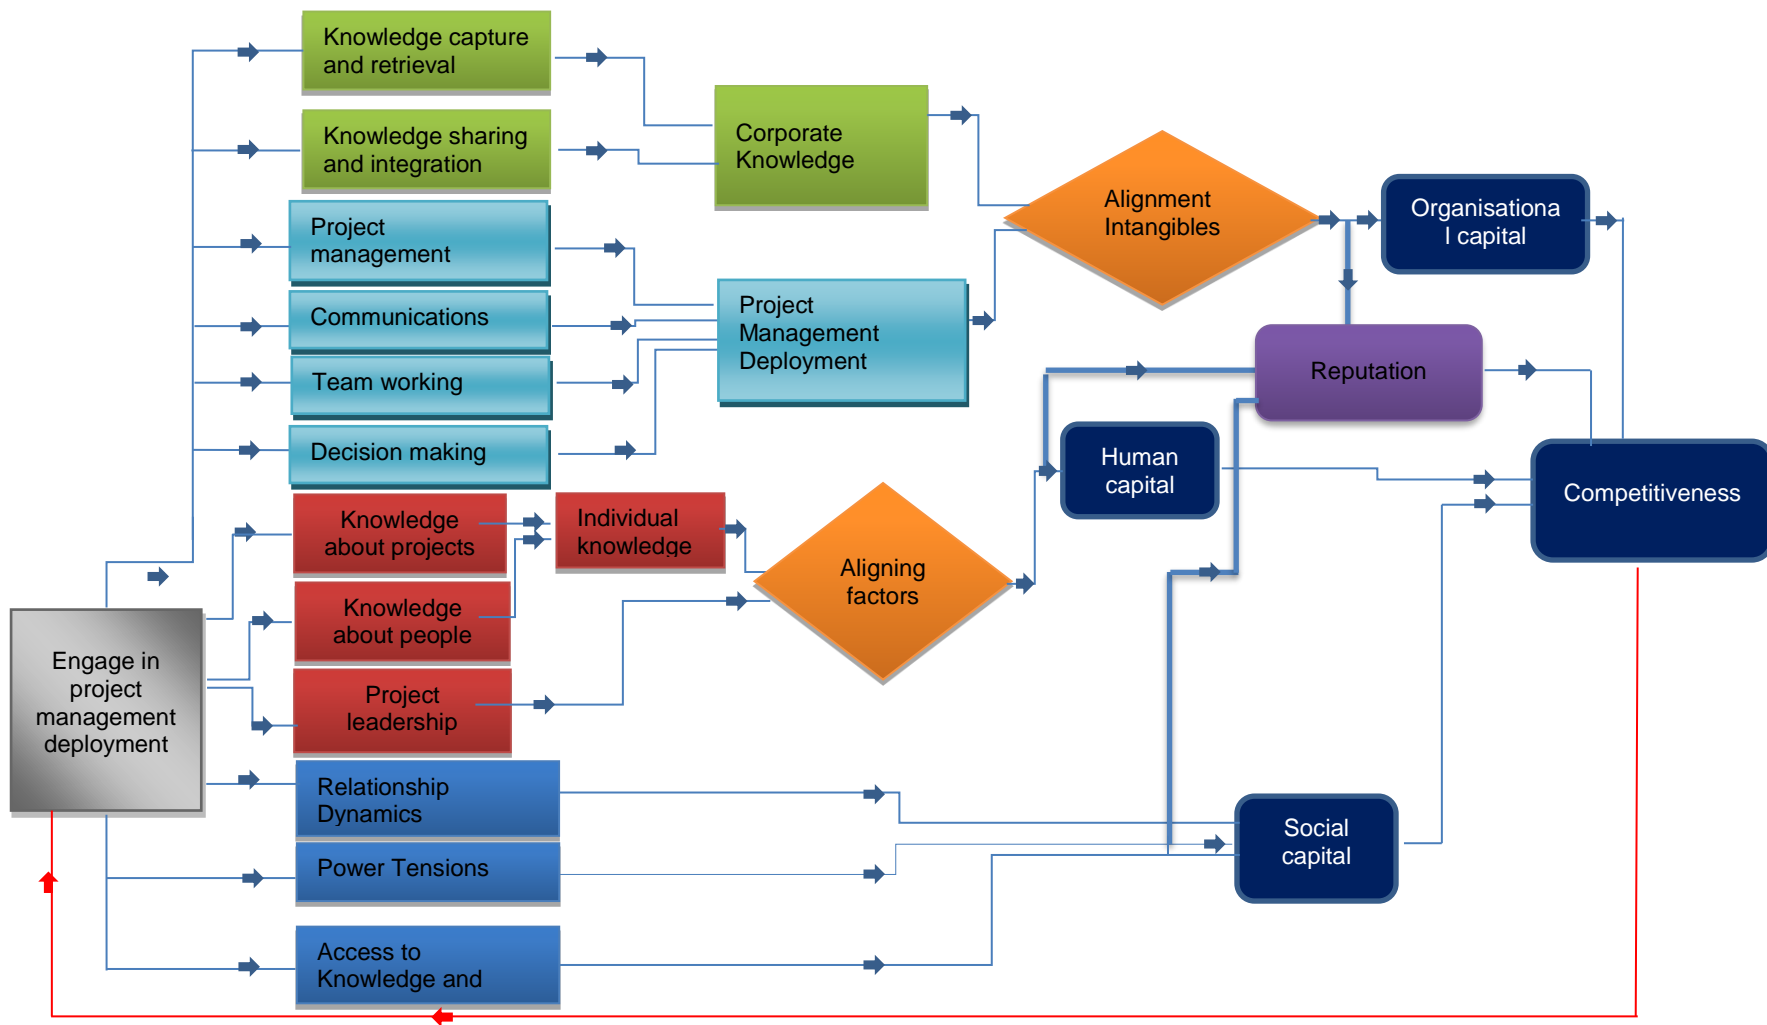 Knowledge capture
and retrieval
Knowledge sharing
and integration
Project
management
Communications
Team working
Decision making
Knowledge
about projects
Knowledge
about people
Project
leadership
Relationship
Dynamics
Power Tensions
Access to
Knowledge and
Engage in
project
management
deployment
Corporate
Knowledge
Project
Management
Deployment
Individual
knowledge
Alignment
Intangibles
Aligning
factors
Organisationa
l capital
Reputation
Human
capital
Social
capital
Competitiveness